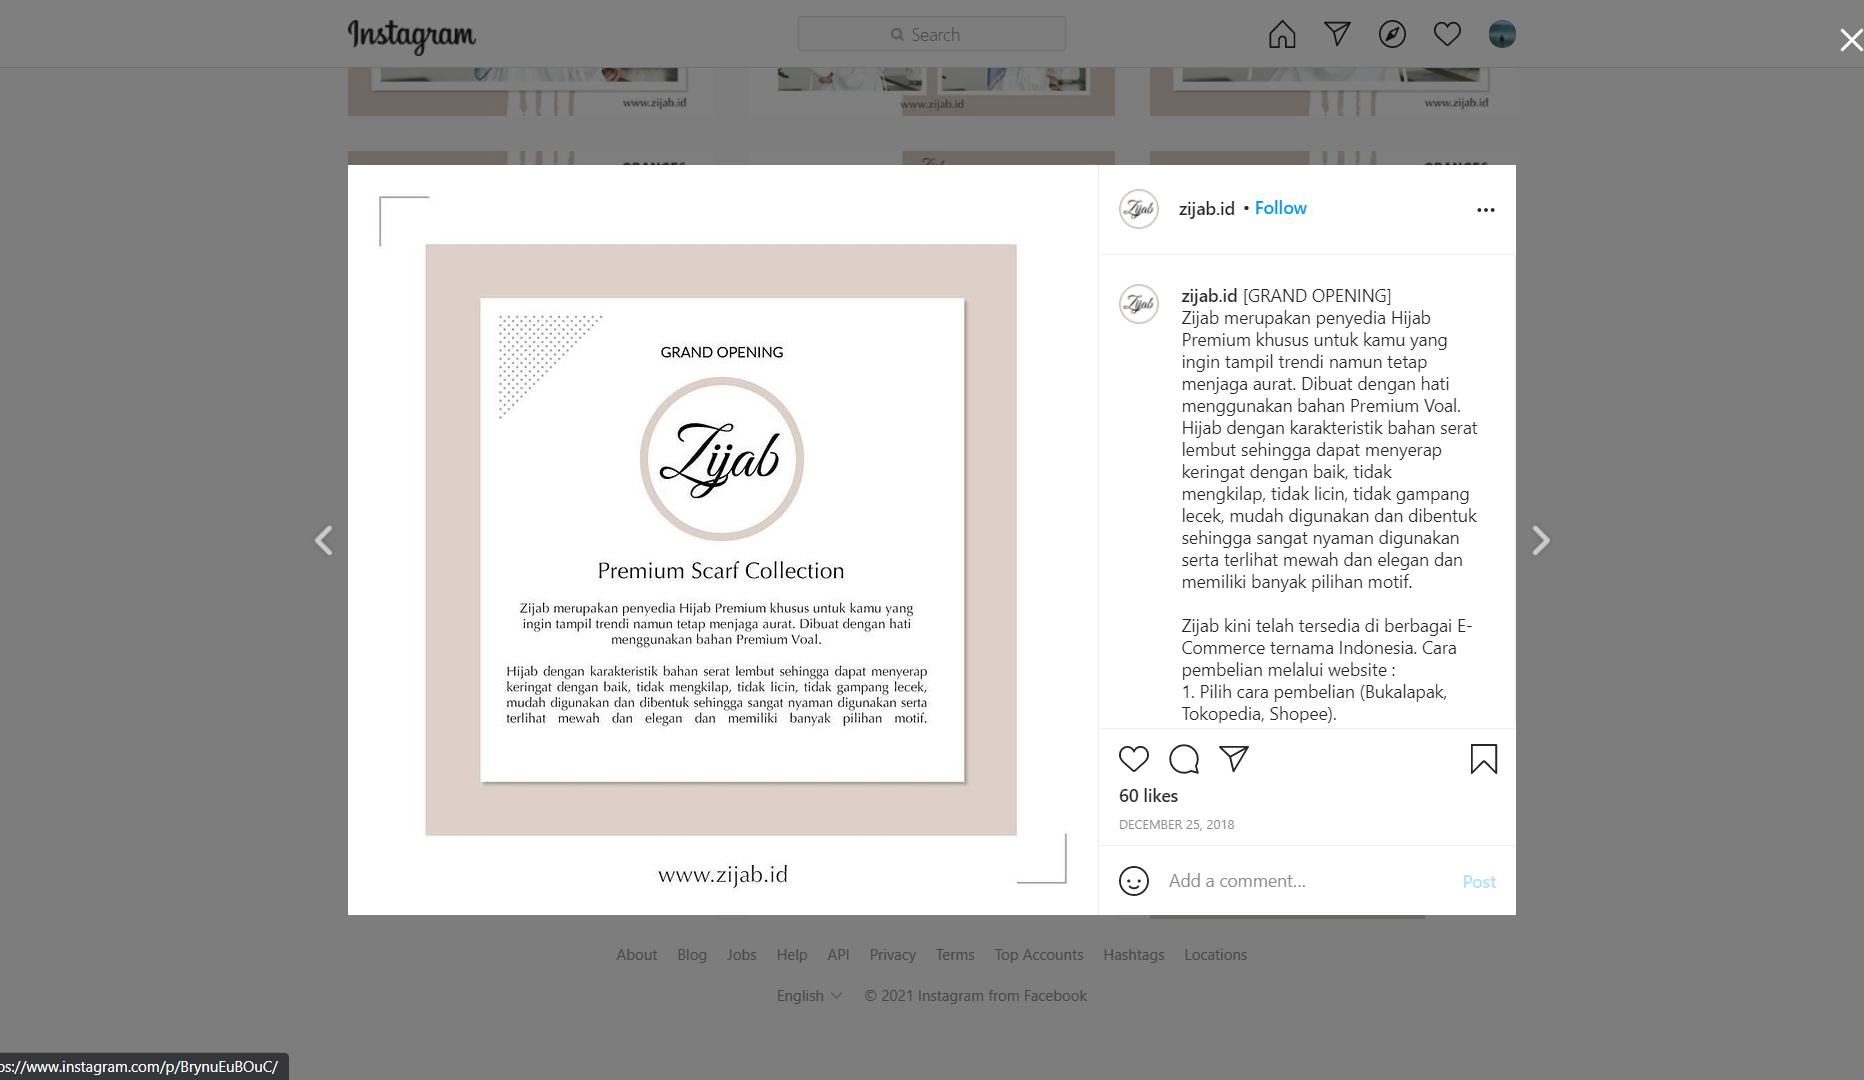 Instagram
Search
www.zijab.id
www.zijab.id
www.zijab.id
GRAND OPENING
Zijab
Premium Scarf Collection
Zijab merupakan penyedia Hijab Premium khusus untuk kamu yang
ingin tampil trendi namun tetap menjaga aurat. Dibuat dengan hati
menggunakan bahan Premium Voal.
Hijab dengan karakteristik bahan serat lembut sehingga dapat menyerap
keringat dengan baik, tidak mengkilap, tidak licin, tidak gampang lecek,
mudah digunakan dan dibentuk sehingga sangat nyaman digunakan serta
terlihat mewah dan elegan dan memiliki banyak pilihan motif.
www.zijab.id
Zijab
zijab.id • Follow
Zijab
zijab.id [GRAND OPENING]
Zijab merupakan penyedia Hijab
Premium khusus untuk kamu yang
ingin tampil trendi namun tetap
menjaga aurat. Dibuat dengan hati
menggunakan bahan Premium Voal.
Hijab dengan karakteristik bahan serat
lembut sehingga dapat menyerap
keringat dengan baik, tidak
mengkilap, tidak licin, tidak gampang
lecek, mudah digunakan dan dibentuk
sehingga sangat nyaman digunakan
serta terlihat mewah dan elegan dan
memiliki banyak pilihan motif.
Zijab kini telah tersedia di berbagai E-
Commerce ternama Indonesia. Cara
pembelian melalui website :
1. Pilih cara pembelian (Bukalapak,
Tokopedia, Shopee).
60 likes
DECEMBER 25, 2018
Add a comment...
Post
About Blog Jobs Help API Privacy Terms Top Accounts Hashtags Locations
English © 2021 Instagram from Facebook
ps://www.instagram.com/p/BrynuEuBOuC/